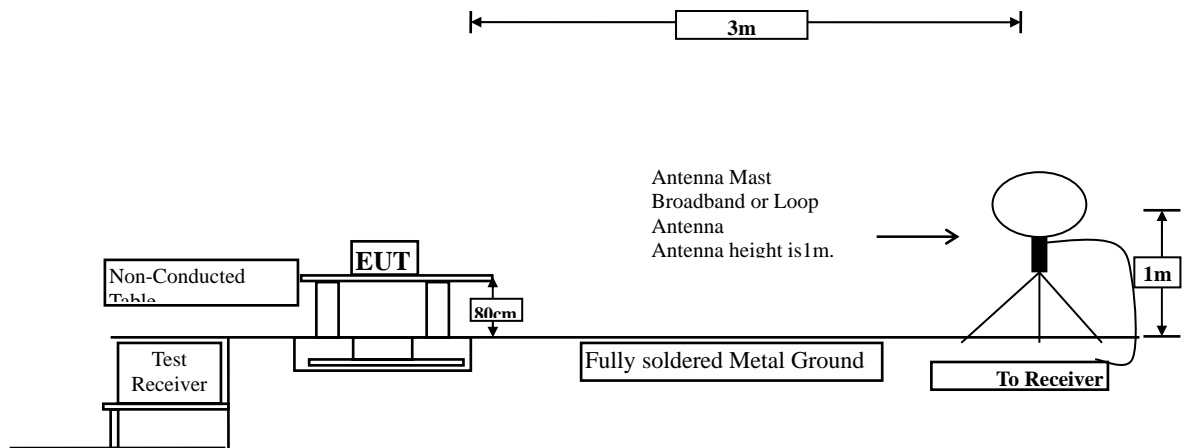 3m
Antenna Mast
Broadband or Loop
Antenna
Antenna height is1m.
EUT
Non-Conducted
Table
80cm
1m
Test
Receiver
Fully soldered Metal Ground
To Receiver